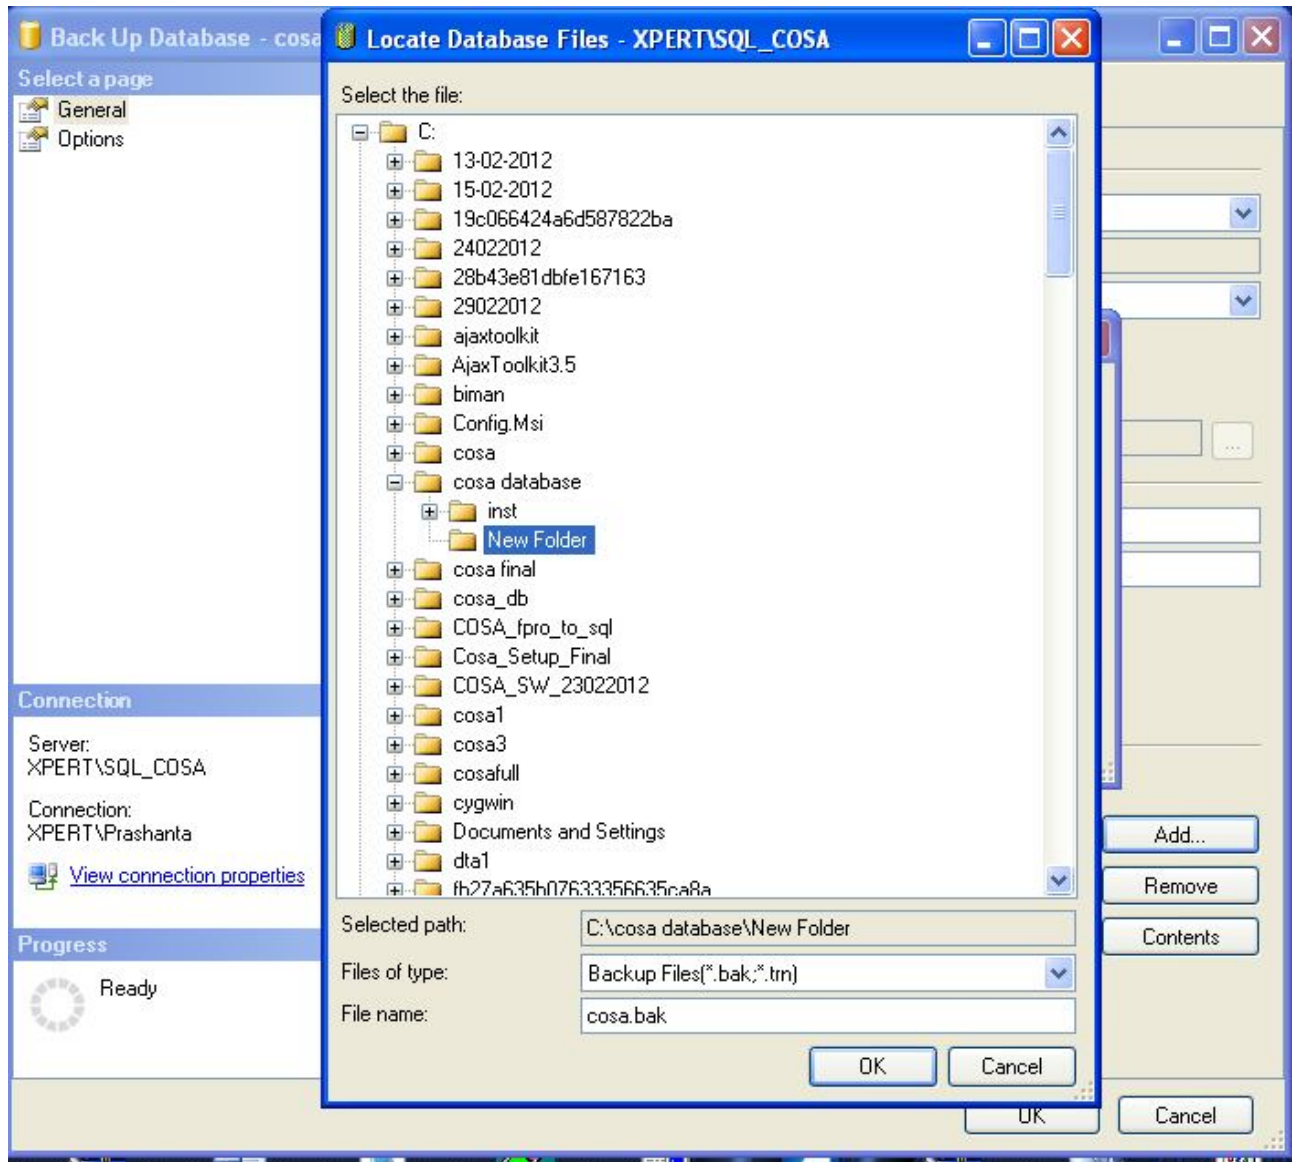 Back Up Database - cosa
Locate Database Files - XPERT\SQL_COSA
Select a page
General
Options
Select the file:
C:
13-02-2012
15-02-2012
19c066424a6d587822ba
24022012
28b43e81dbfe167163
29022012
ajaxtoolkit
AjaxToolkit3.5
biman
Config.Msi
cosa
cosa database
inst
New Folder
cosa final
cosa_db
COSA_fpro_to_sql
Cosa_Setup_Final
COSA_SW_23022012
cosa1
cosa3
cosafull
cygwin
Documents and Settings
dta1
fb27a635b07633356635ca8a
Connection
Server:
XPERT\SQL_COSA
Connection:
XPERT\Prashanta
View connection properties
Progress
Ready
Selected path: C:\cosa database\New Folder
Files of type: Backup Files(*.bak;*.trn)
File name: cosa.bak
OK Cancel
...
Add...
Remove
Contents
OK Cancel